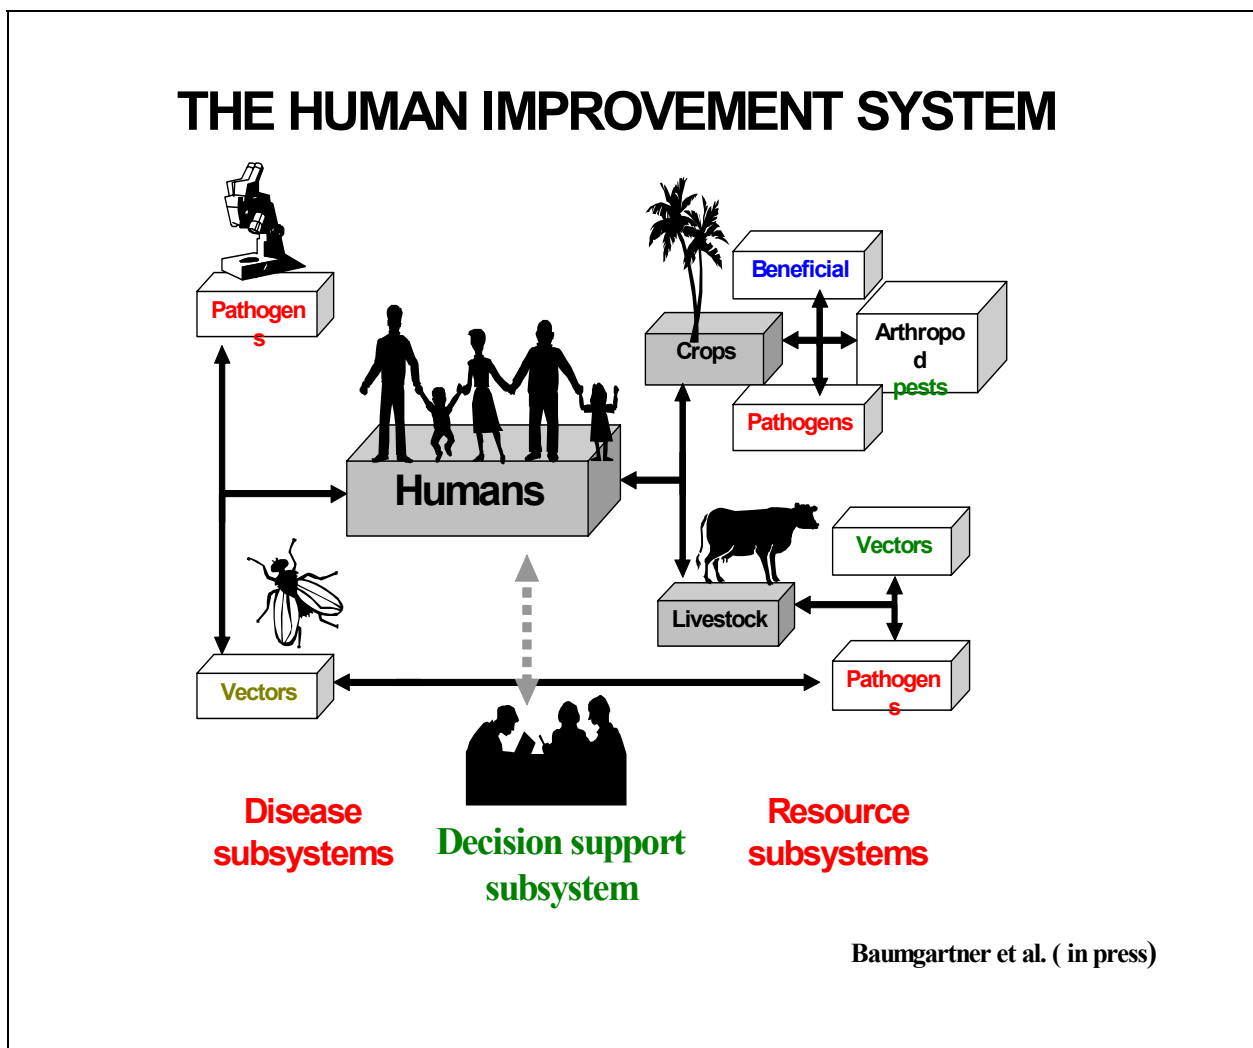 THE HUMAN IMPROVEMENT SYSTEM
Pathogen
s
Humans
Vectors
Crops
Beneficial
Arthropo
d
pests
Pathogens
Livestock
Vectors
Pathogen
s
Disease
subsystems
Decision support
subsystem
Resource
subsystems
Baumgartner et al. ( in press)